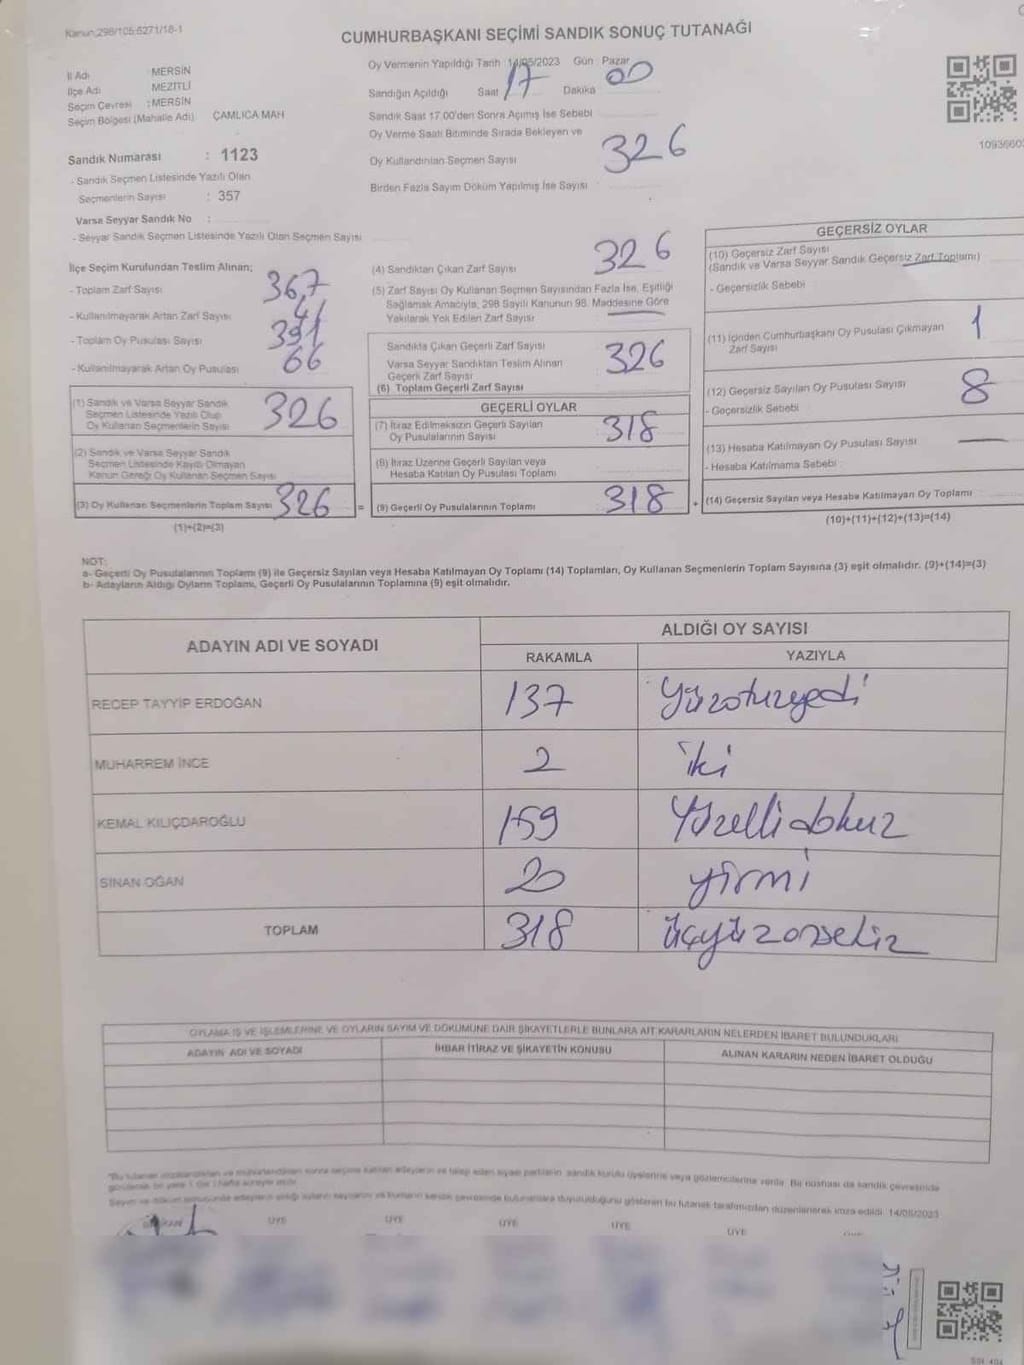 Kanun:298/105:5271/18-1
CUMHURBAŞKANI SEÇİMİ SANDIK SONUÇ TUTANAĞI
İl Adı : MERSİN
İlçe Adı : MEZİTLİ
Seçim Çevresi : MERSİN
Seçim Bölgesi (Mahalle Adı) ÇAMLICA MAH
Sandık Numarası : 1123
- Sandık Seçmen Listesinde Yazılı Olan
Seçmenlerin Sayısı : 357
Varsa Seyyar Sandık No :
- Seyyar Sandık Seçmen Listesinde Yazılı Olan Seçmen Sayısı
Oy Vermenin Yapıldığı Tarih : 14/05/2023 Gün : Pazar
Sandığın Açıldığı Saat 17 Dakika 00
Sandık Saat 17.00'den Sonra Açılmış İse Sebebi
Oy Verme Saati Bitiminde Sırada Bekleyen ve
Oy Kullandırılan Seçmen Sayısı 326
Birden Fazla Sayım Döküm Yapılmış İse Sayısı
1093660
İlçe Seçim Kurulundan Teslim Alınan;
- Toplam Zarf Sayısı 367
- Kullanılmayarak Artan Zarf Sayısı 41
- Toplam Oy Pusulası Sayısı 391
- Kullanılmayarak Artan Oy Pusulası 66
(1) Sandık ve Varsa Seyyar Sandık
Seçmen Listesinde Yazılı Olup
Oy Kullanan Seçmenlerin Sayısı 326
(2) Sandık ve Varsa Seyyar Sandık
Seçmen Listesinde Kayıtlı Olmayan
Kanun Gereği Oy Kullanan Seçmen Sayısı
(3) Oy Kullanan Seçmenlerin Toplam Sayısı 326
(1)+(2)=(3)
(4) Sandıktan Çıkan Zarf Sayısı 326
(5) Zarf Sayısı Oy Kullanan Seçmen Sayısından Fazla İse, Eşitliği
Sağlamak Amacıyla, 298 Sayılı Kanunun 98. Maddesine Göre
Yakılarak Yok Edilen Zarf Sayısı
Sandıkta Çıkan Geçerli Zarf Sayısı
Varsa Seyyar Sandıktan Teslim Alınan
Geçerli Zarf Sayısı
(6) Toplam Geçerli Zarf Sayısı 326
GEÇERLİ OYLAR
(7) İtiraz Edilmeksizin Geçerli Sayılan
Oy Pusulalarının Sayısı 318
(8) İtiraz Üzerine Geçerli Sayılan veya
Hesaba Katılan Oy Pusulası Toplamı
= (9) Geçerli Oy Pusulalarının Toplamı 318
GEÇERSİZ OYLAR
(10) Geçersiz Zarf Sayısı
(Sandık ve Varsa Seyyar Sandık Geçersiz Zarf Toplamı)
- Geçersizlik Sebebi
(11) İçinden Cumhurbaşkanı Oy Pusulası Çıkmayan
Zarf Sayısı 1
(12) Geçersiz Sayılan Oy Pusulası Sayısı 8
- Geçersizlik Sebebi
(13) Hesaba Katılmayan Oy Pusulası Sayısı
- Hesaba Katılmama Sebebi
+ (14) Geçersiz Sayılan veya Hesaba Katılmayan Oy Toplamı
(10)+(11)+(12)+(13)=(14)
NOT:
a- Geçerli Oy Pusulalarının Toplamı (9) ile Geçersiz Sayılan veya Hesaba Katılmayan Oy Toplamı (14) Toplamları, Oy Kullanan Seçmenlerin Toplam Sayısına (3) eşit olmalıdır. (9)+(14)=(3)
b- Adayların Aldığı Oyların Toplamı, Geçerli Oy Pusulalarının Toplamına (9) eşit olmalıdır.
ADAYIN ADI VE SOYADI
ALDIĞI OY SAYISI
RAKAMLA YAZIYLA
RECEP TAYYİP ERDOĞAN 137 Yüzotuzyedi
MUHARREM İNCE 2 iki
KEMAL KILIÇDAROĞLU 159 Yüzellidokuz
SİNAN OĞAN 20 yirmi
TOPLAM 318 üçyüzonsekiz
OYLAMA İŞ VE İŞLEMLERİNE VE OYLARIN SAYIM VE DÖKÜMÜNE DAİR ŞİKAYETLERLE BUNLARA AİT KARARLARIN NELERDEN İBARET BULUNDUKLARI
ADAYIN ADI VE SOYADI İHBAR İTİRAZ VE ŞİKAYETİN KONUSU ALINAN KARARIN NEDEN İBARET OLDUĞU
ÜYE ÜYE ÜYE ÜYE ÜYE